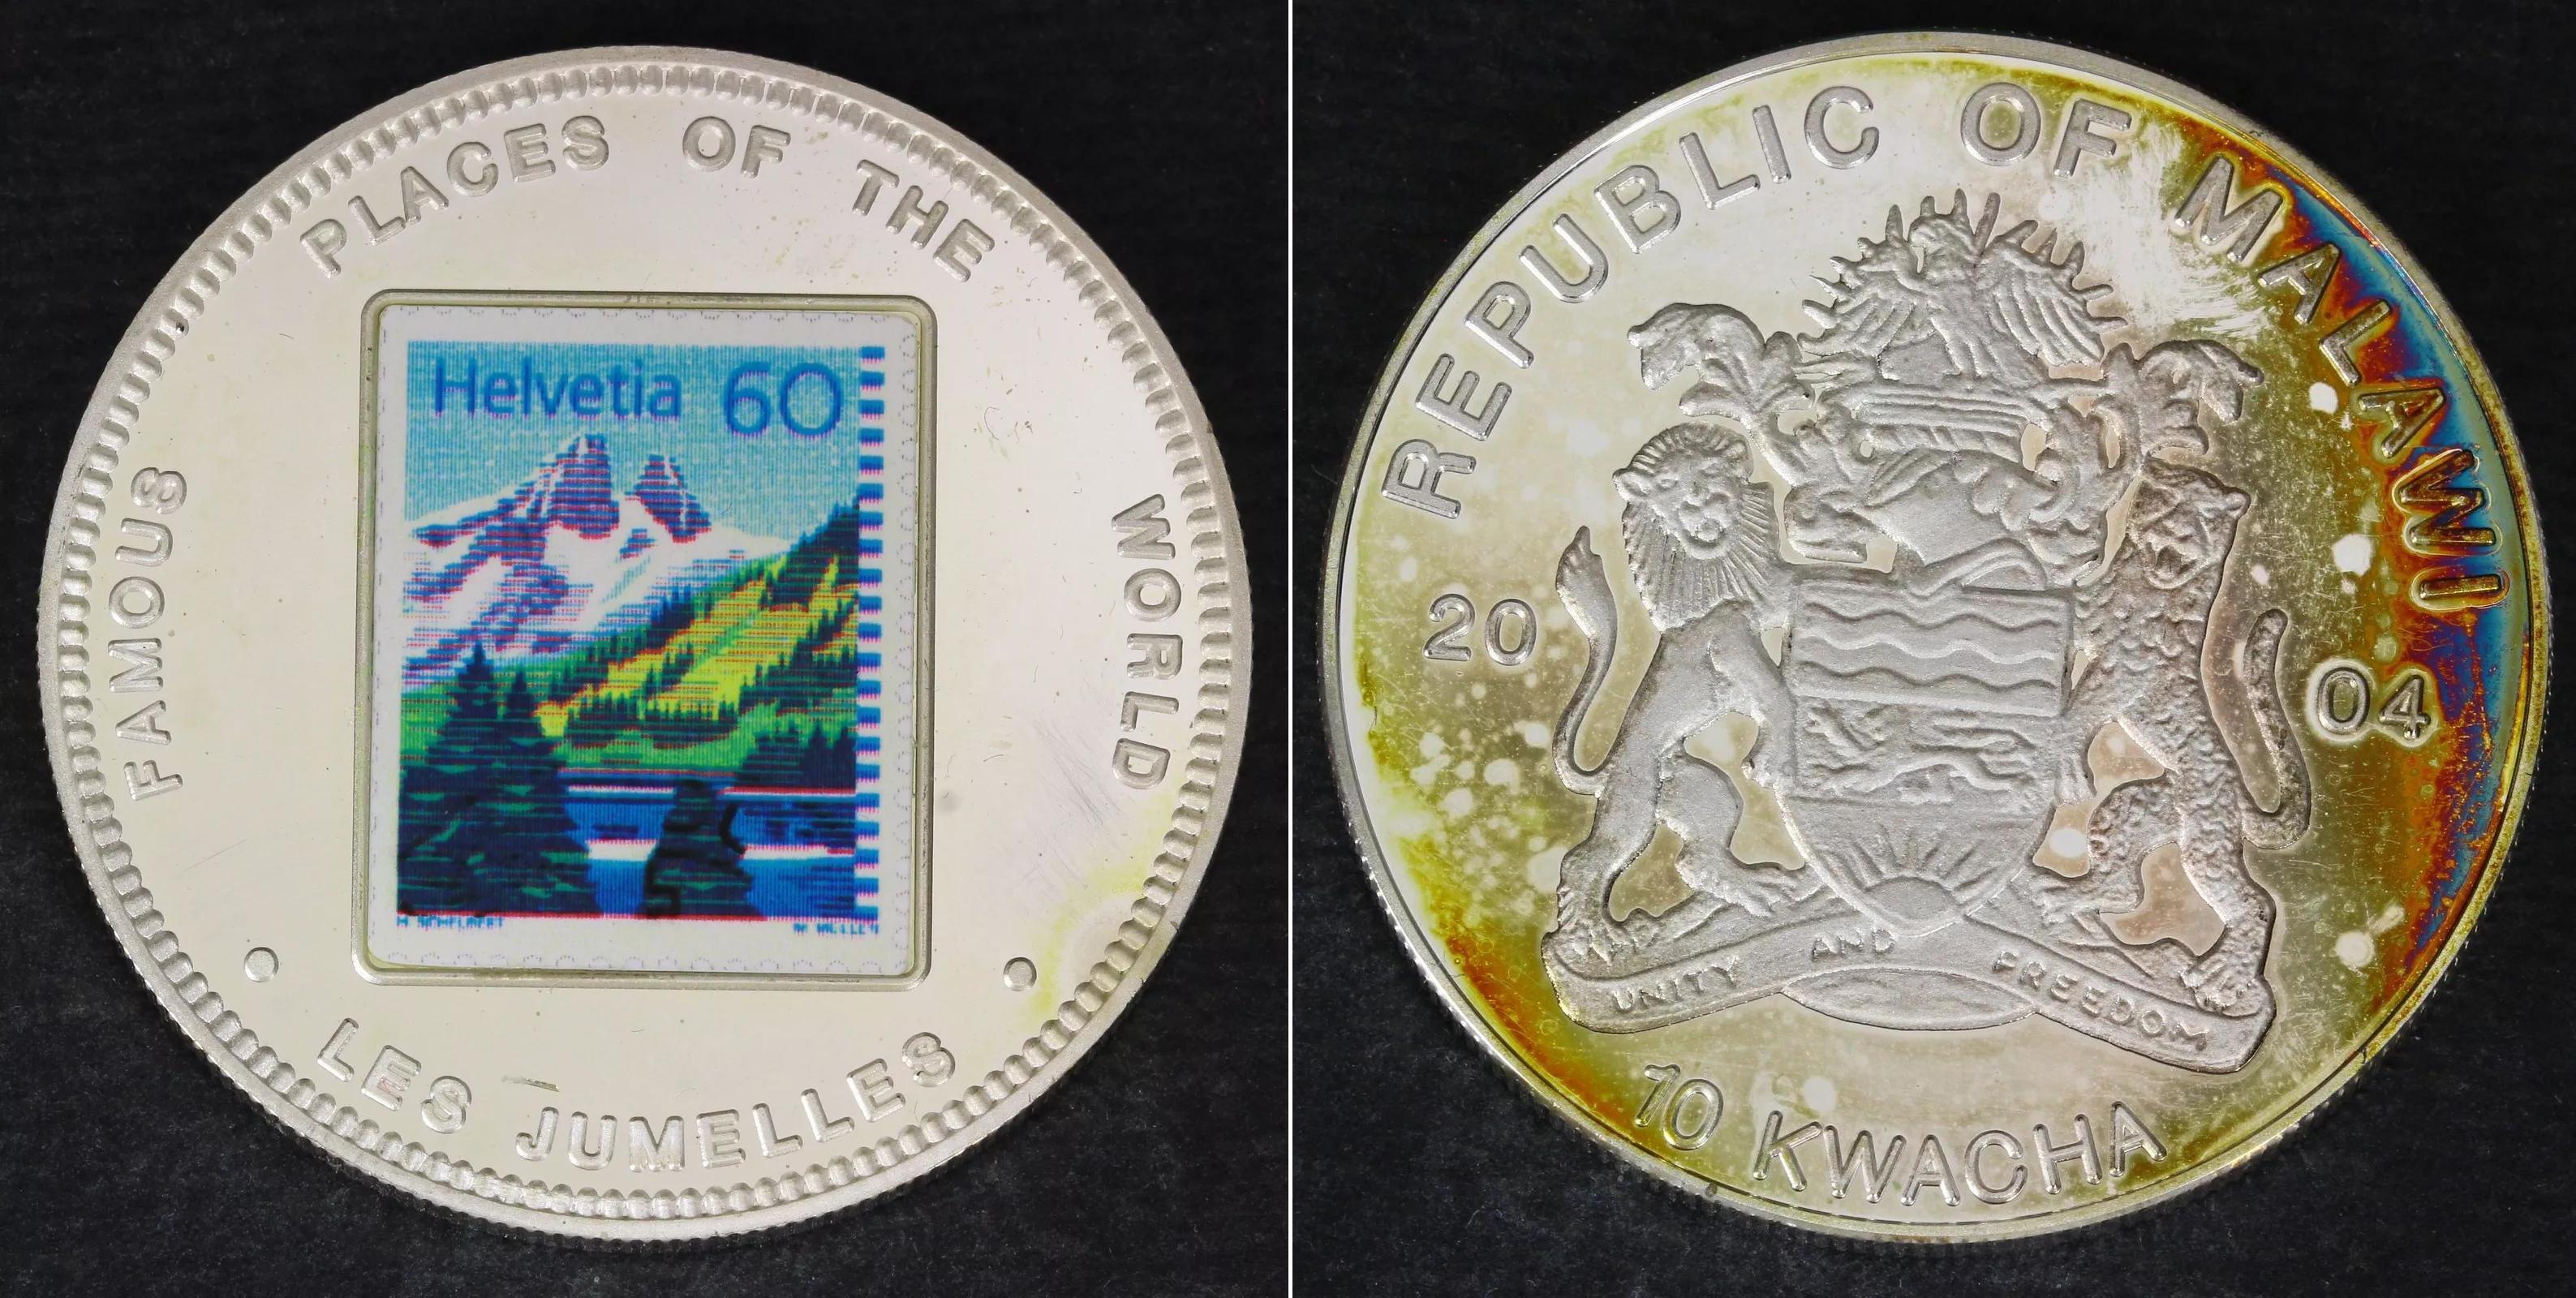 FAMOUS PLACES OF THE WORLD
Helvetia 60
LES JUMELLES
REPUBLIC OF MALAWI
20 04
UNITY AND FREEDOM
10 KWACHA